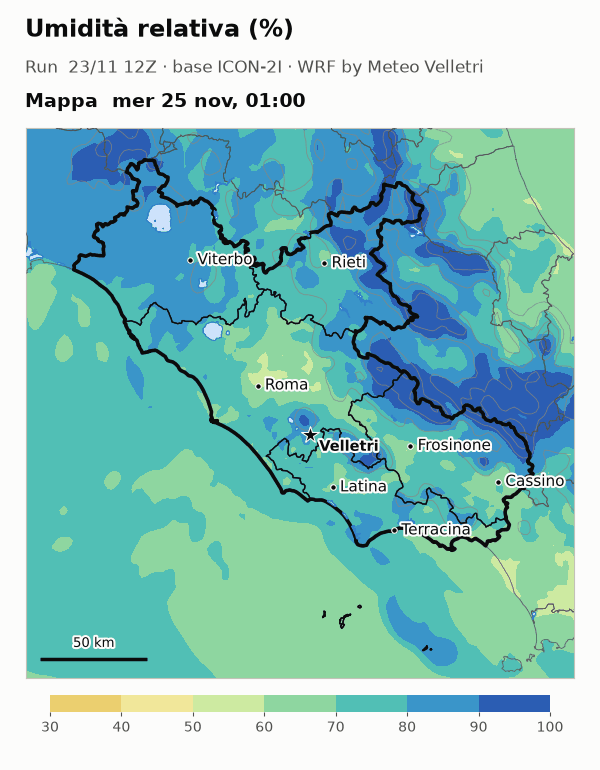 Umidità relativa (%)
Run  23/11 12Z · base ICON-2I · WRF by Meteo Velletri
Mappa  mer 25 nov, 01:00
Viterbo
Rieti
Roma
Velletri
Frosinone
Cassino
Latina
Terracina
50 km
30 40 50 60 70 80 90 100